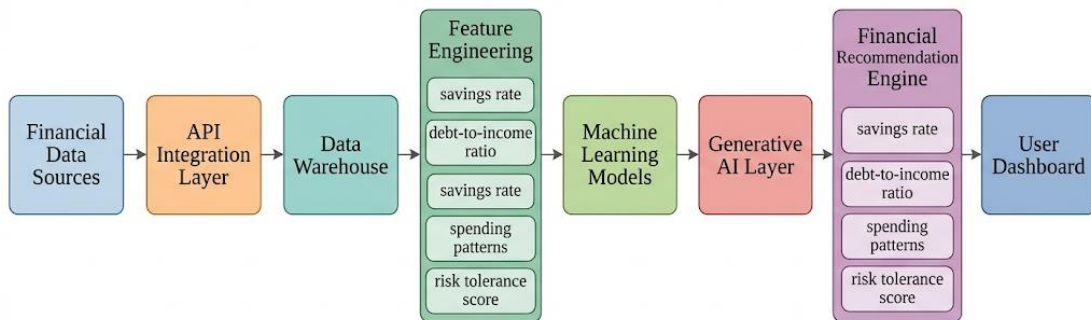 Financial
Data
Sources
API
Integration
Layer
Data
Warehouse
Feature
Engineering
savings rate
debt-to-income
ratio
savings rate
spending
patterns
risk tolerance
score
Machine
Learning
Models
Generative
AI Layer
Financial
Recommendation
Engine
savings rate
debt-to-income
ratio
spending
patterns
risk tolerance
score
User
Dashboard